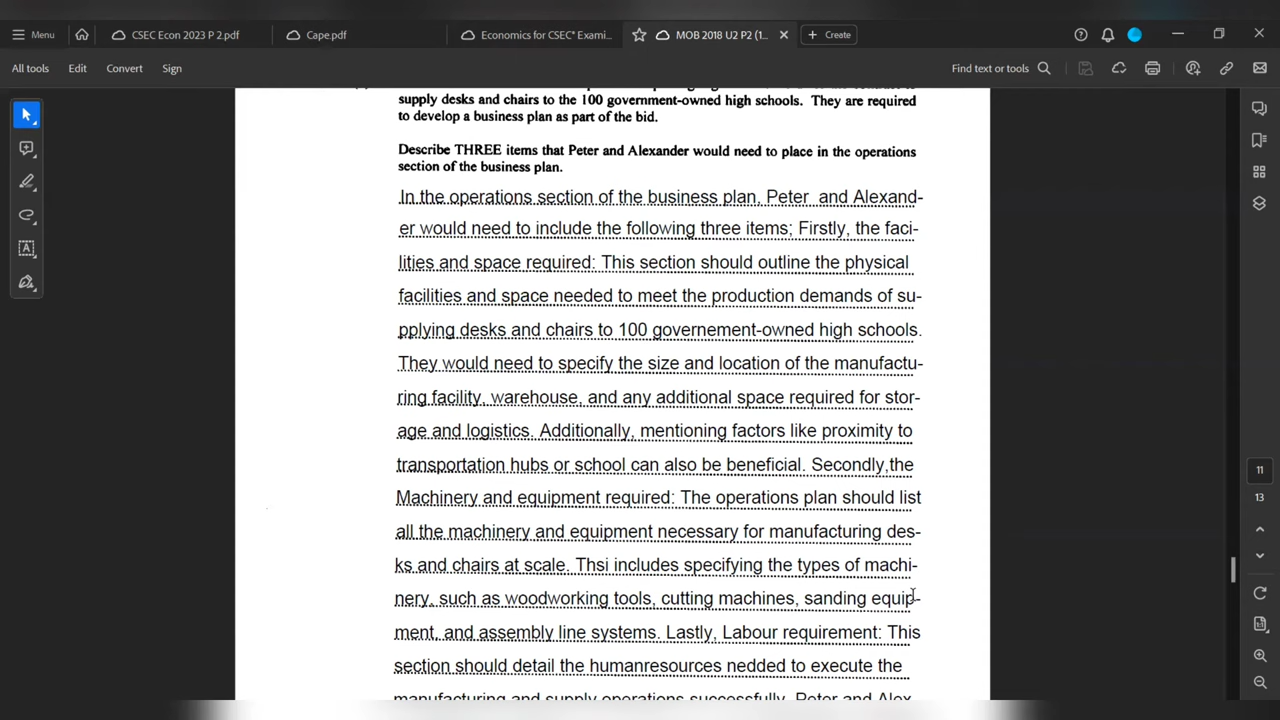 Menu
CSEC Econ 2023 P 2.pdf
Cape.pdf
Economics for CSEC® Exami...
MOB 2018 U2 P2 (1...
Create
All tools
Edit
Convert
Sign
Find text or tools
supply desks and chairs to the 100 government-owned high schools. They are required
to develop a business plan as part of the bid.
Describe THREE items that Peter and Alexander would need to place in the operations
section of the business plan.
In the operations section of the business plan, Peter and Alexand-
er would need to include the following three items; Firstly, the faci-
lities and space required: This section should outline the physical
facilities and space needed to meet the production demands of su-
pplying desks and chairs to 100 governement-owned high schools.
They would need to specify the size and location of the manufactu-
ring facility, warehouse, and any additional space required for stor-
age and logistics. Additionally, mentioning factors like proximity to
transportation hubs or school can also be beneficial. Secondly,the
Machinery and equipment required: The operations plan should list
all the machinery and equipment necessary for manufacturing des-
ks and chairs at scale. Thsi includes specifying the types of machi-
nery, such as woodworking tools, cutting machines, sanding equip-
ment, and assembly line systems. Lastly, Labour requirement: This
section should detail the humanresources nedded to execute the
manufacturing and supply operations successfully. Peter and Alex-
11
13